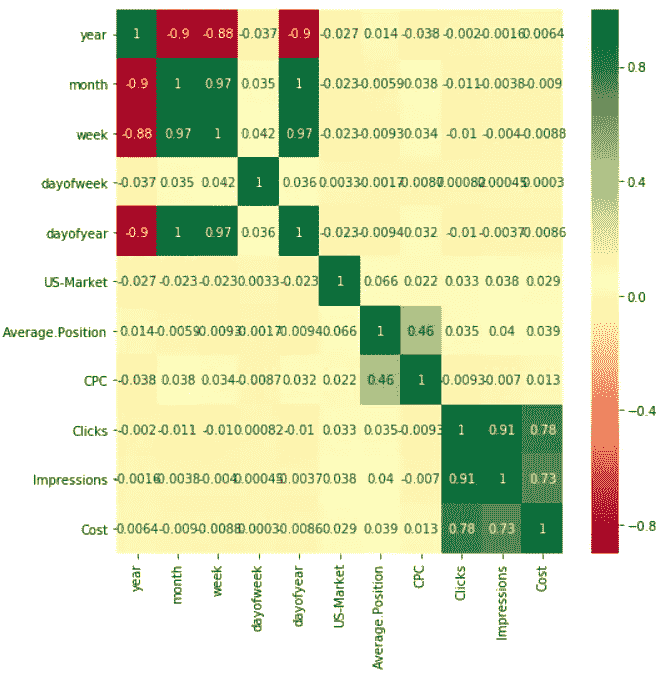 year 1 -0.9 -0.88 -0.037 -0.9 -0.027 0.014 -0.038 -0.002 -0.0016 0.0064
month -0.9 1 0.97 0.035 1 -0.023 -0.0059 0.038 -0.011 -0.0038 -0.009
week -0.88 0.97 1 0.042 0.97 -0.023 -0.0093 0.034 -0.01 -0.004 -0.0088
dayofweek -0.037 0.035 0.042 1 0.036 0.0033 -0.0017 -0.0087 0.00082 0.00045 0.0003
dayofyear -0.9 1 0.97 0.036 1 -0.023 -0.0094 0.032 -0.01 -0.0037 -0.0086
US-Market -0.027 -0.023 -0.023 0.0033 -0.023 1 0.066 0.022 0.033 0.038 0.029
Average.Position 0.014 -0.0059 -0.0093 -0.0017 -0.0094 0.066 1 0.46 0.035 0.04 0.039
CPC -0.038 0.038 0.034 -0.0087 0.032 0.022 0.46 1 -0.0093 -0.007 0.013
Clicks -0.002 -0.011 -0.01 0.00082 -0.01 0.033 0.035 -0.0093 1 0.91 0.78
Impressions -0.0016 -0.0038 -0.004 0.00045 -0.0037 0.038 0.04 -0.007 0.91 1 0.73
Cost 0.0064 -0.009 -0.0088 0.0003 -0.0086 0.029 0.039 0.013 0.78 0.73 1
year month week dayofweek dayofyear US-Market Average.Position CPC Clicks Impressions Cost
0.8
0.4
0.0
−0.4
−0.8